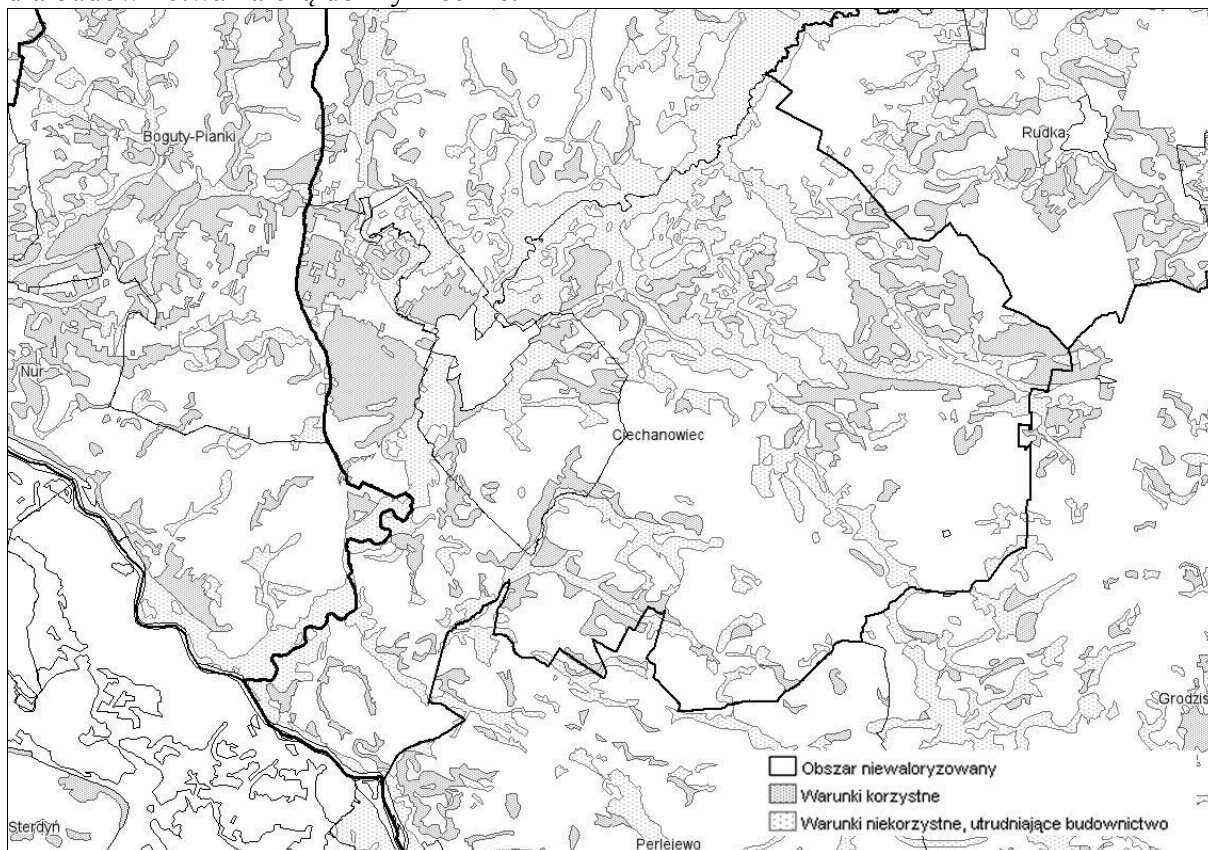 Boguty-Pianki
Rudka
Nur
Ciechanowiec
Grodzis
Obszar niewaloryzowany
Warunki korzystne
Warunki niekorzystne, utrudniające budownictwo
Sterdyń
Perlejewo